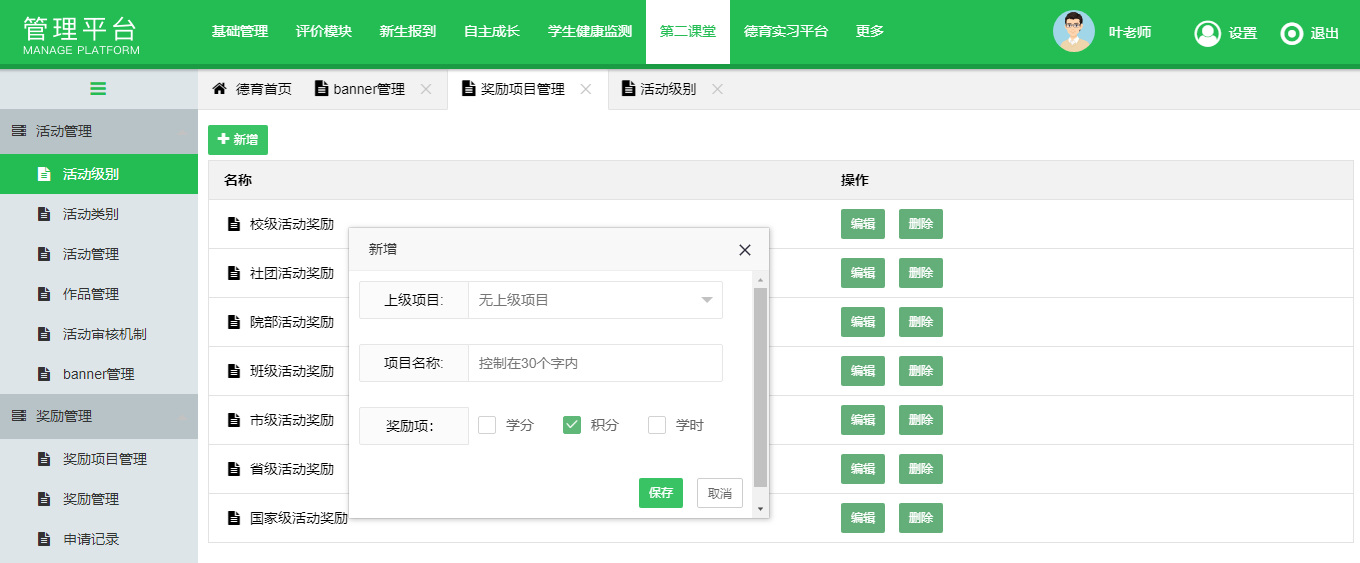 管理平台
MANAGE PLATFORM
基础管理 评价模块 新生报到 自主成长 学生健康监测 第二课堂 德育实习平台 更多
叶老师 设置 退出
德育首页 banner管理 奖励项目管理 活动级别
活动管理
活动级别
活动类别
活动管理
作品管理
活动审核机制
banner管理
奖励管理
奖励项目管理
奖励管理
申请记录
新增
名称 操作
校级活动奖励 编辑 删除
社团活动奖励 编辑 删除
院部活动奖励 编辑 删除
班级活动奖励 编辑 删除
市级活动奖励 编辑 删除
省级活动奖励 编辑 删除
国家级活动奖励 编辑 删除
新增
上级项目: 无上级项目
项目名称: 控制在30个字内
奖励项: 学分 积分 学时
保存 取消